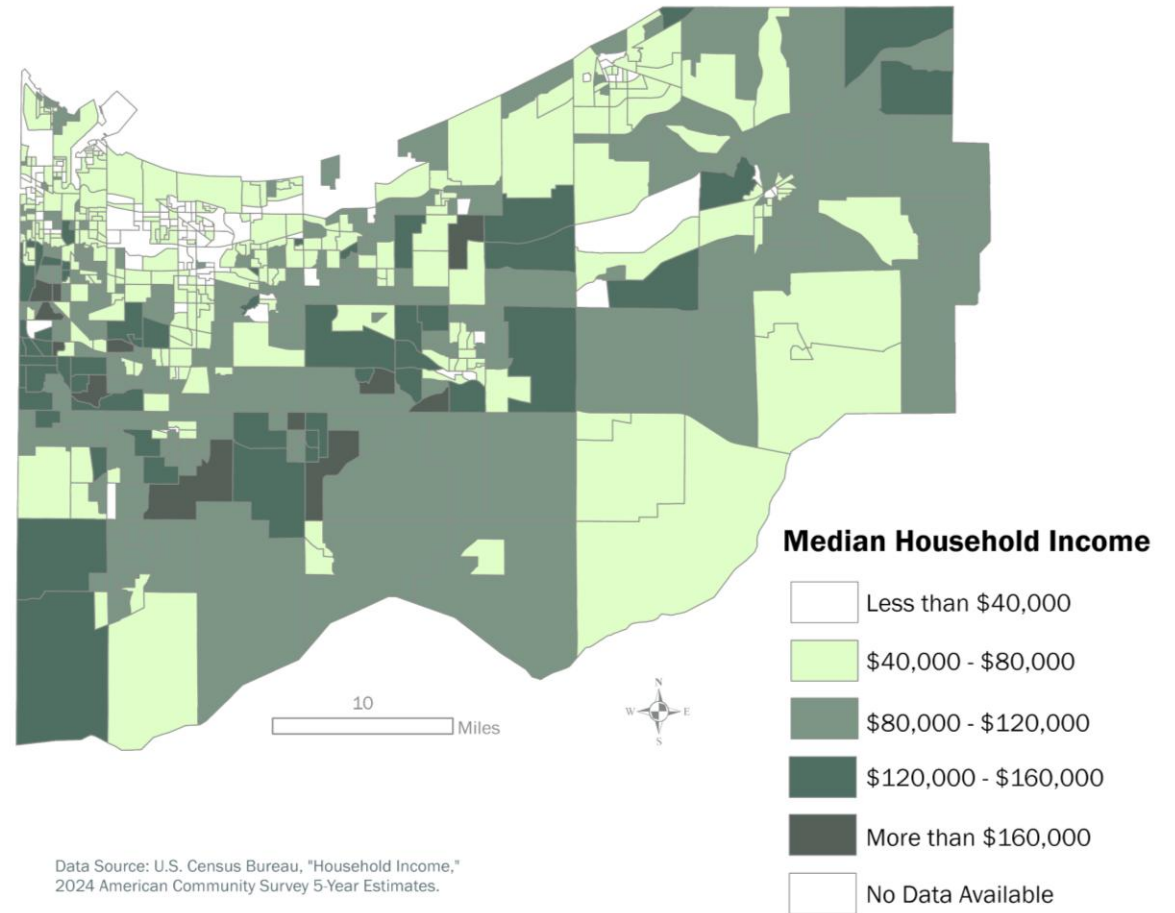 Median Household Income
Less than $40,000
$40,000 - $80,000
$80,000 - $120,000
$120,000 - $160,000
More than $160,000
No Data Available
10
Miles
N
W E
S
Data Source: U.S. Census Bureau, "Household Income,"
2024 American Community Survey 5-Year Estimates.